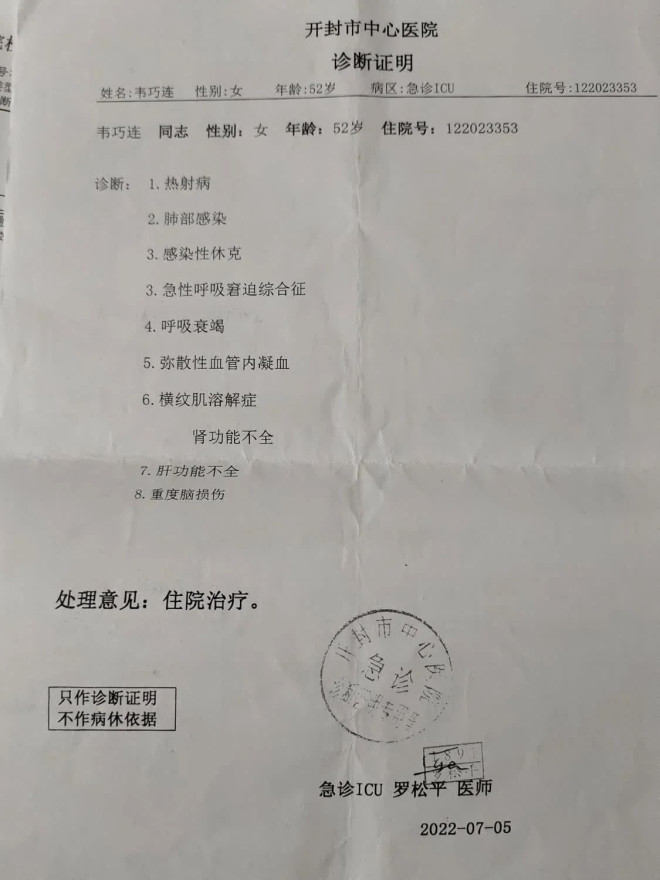 开封市中心医院
诊断证明
姓名:韦巧连 性别:女 年龄:52岁 病区:急诊ICU 住院号:122023353
韦巧连 同志 性别：女 年龄：52岁 住院号：122023353
诊断： 1.热射病
2.肺部感染
3.感染性休克
3.急性呼吸窘迫综合征
4.呼吸衰竭
5.弥散性血管内凝血
6.横纹肌溶解症
肾功能不全
7.肝功能不全
8.重度脑损伤
处理意见：住院治疗。
开封市中心医院
急诊
只作诊断证明
不作病休依据
急诊ICU 罗松平 医师
2022-07-05